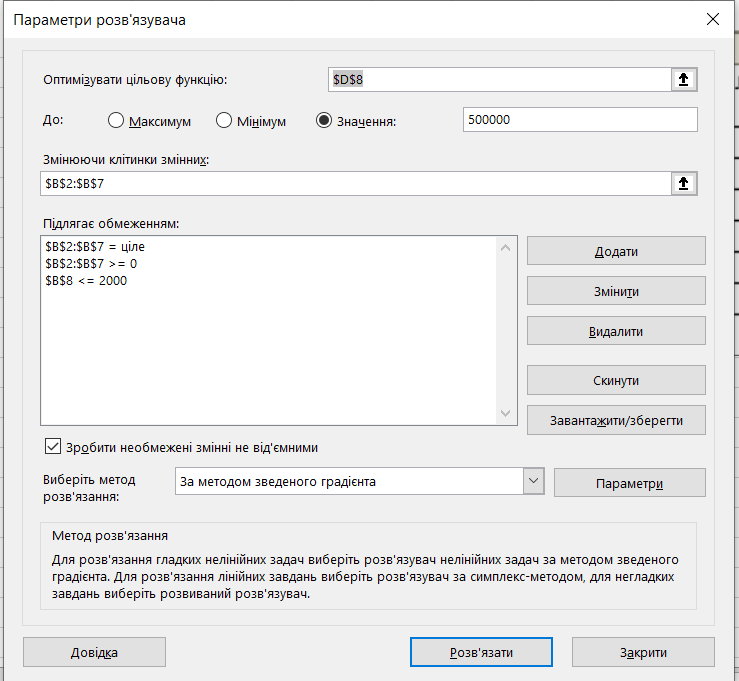 Параметри розв'язувача
Оптимізувати цільову функцію:
$D$8
До:
Максимум
Мінімум
Значення:
500000
Змінюючи клітинки змінних:
$B$2:$B$7
Підлягає обмеженням:
$B$2:$B$7 = ціле
$B$2:$B$7 >= 0
$B$8 <= 2000
Додати
Змінити
Видалити
Скинути
Завантажити/зберегти
Зробити необмежені змінні не від'ємними
Виберіть метод
розв'язання:
За методом зведеного градієнта
Параметри
Метод розв'язання
Для розв'язання гладких нелінійних задач виберіть розв'язувач нелінійних задач за методом зведеного
градієнта. Для розв'язання лінійних завдань виберіть розв'язувач за симплекс-методом, для негладких
завдань виберіть розвиваний розв'язувач.
Довідка
Розв'язати
Закрити